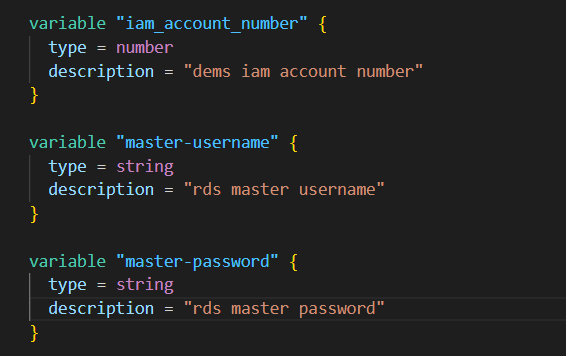 variable "iam_account_number" {
type = number
description = "dems iam account number"
}
variable "master-username" {
type = string
description = "rds master username"
}
variable "master-password" {
type = string
description = "rds master password"
}